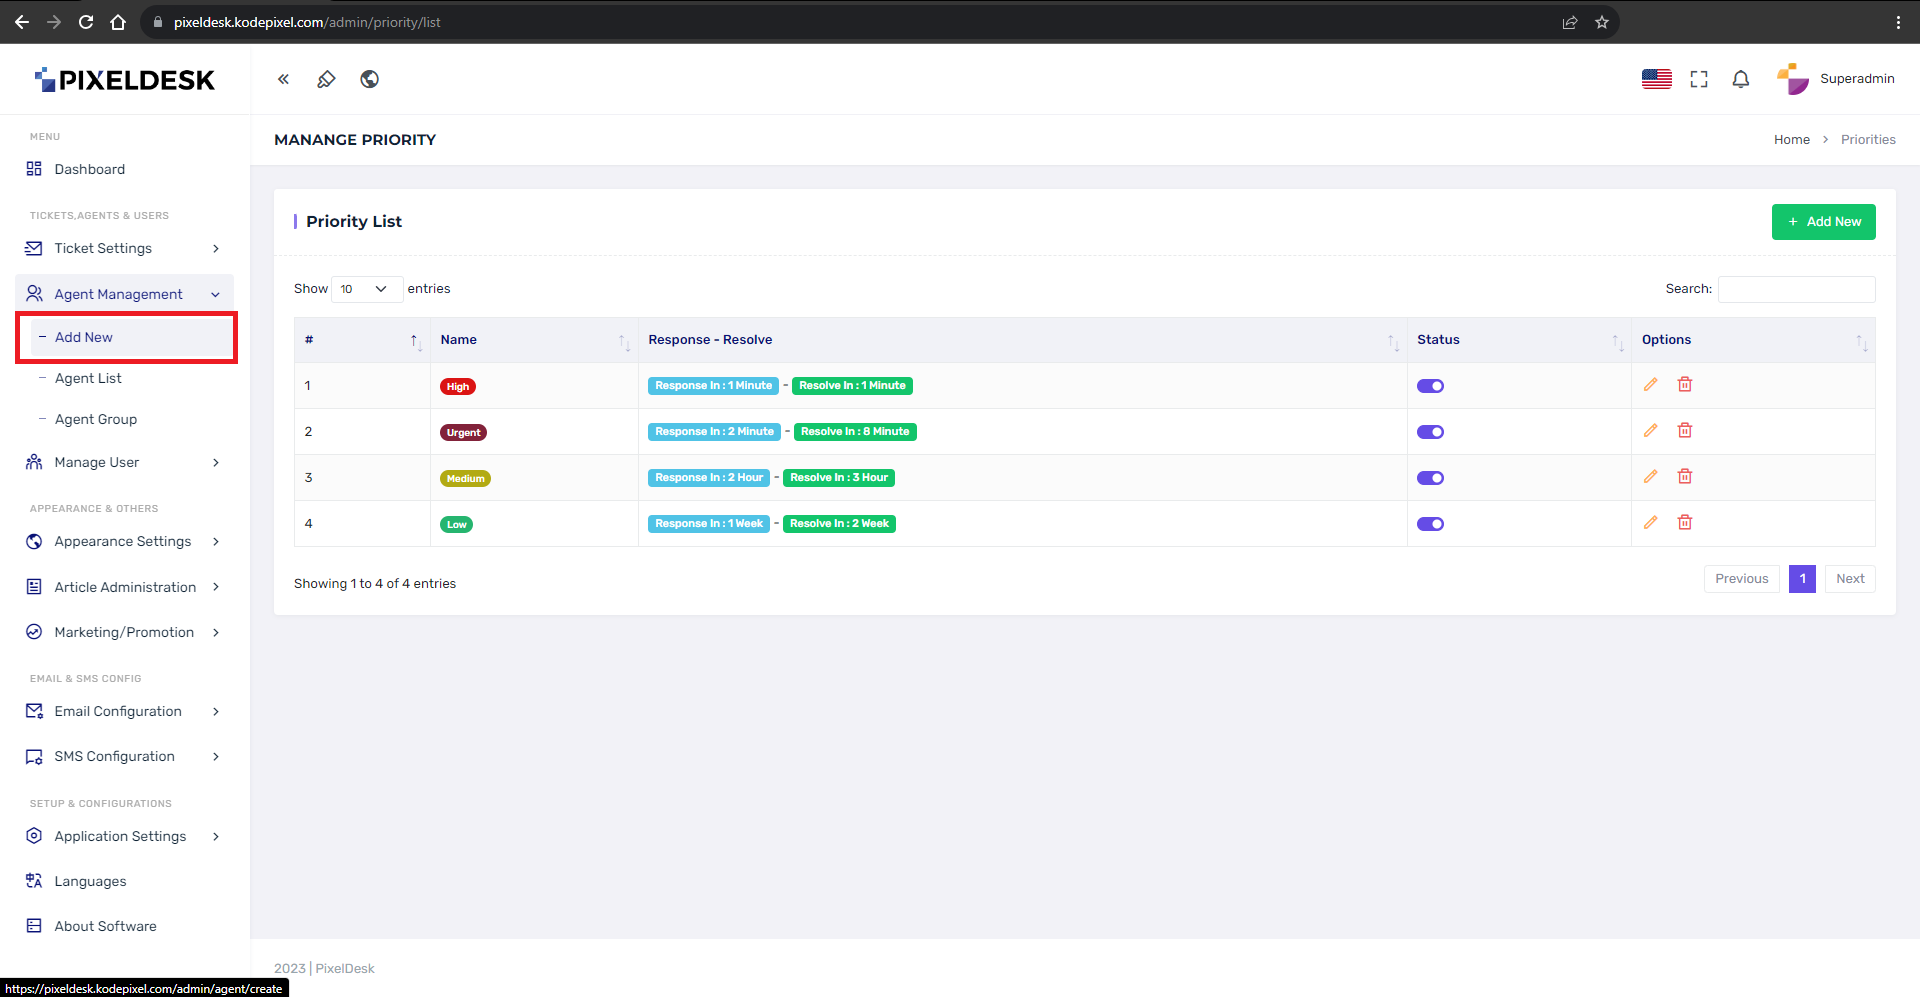 pixeldesk.kodepixel.com/admin/priority/list
PIXELDESK
Superadmin
MENU
Dashboard
TICKETS,AGENTS & USERS
Ticket Settings
Agent Management
Add New
Agent List
Agent Group
Manage User
APPEARANCE & OTHERS
Appearance Settings
Article Administration
Marketing/Promotion
EMAIL & SMS CONFIG
Email Configuration
SMS Configuration
SETUP & CONFIGURATIONS
Application Settings
Languages
About Software
MANANGE PRIORITY
Home > Priorities
Priority List
+ Add New
Show 10 entries
Search:
# Name Response - Resolve Status Options
1 High Response In : 1 Minute - Resolve In : 1 Minute
2 Urgent Response In : 2 Minute - Resolve In : 8 Minute
3 Medium Response In : 2 Hour - Resolve In : 3 Hour
4 Low Response In : 1 Week - Resolve In : 2 Week
Showing 1 to 4 of 4 entries
Previous 1 Next
2023 | PixelDesk
https://pixeldesk.kodepixel.com/admin/agent/create